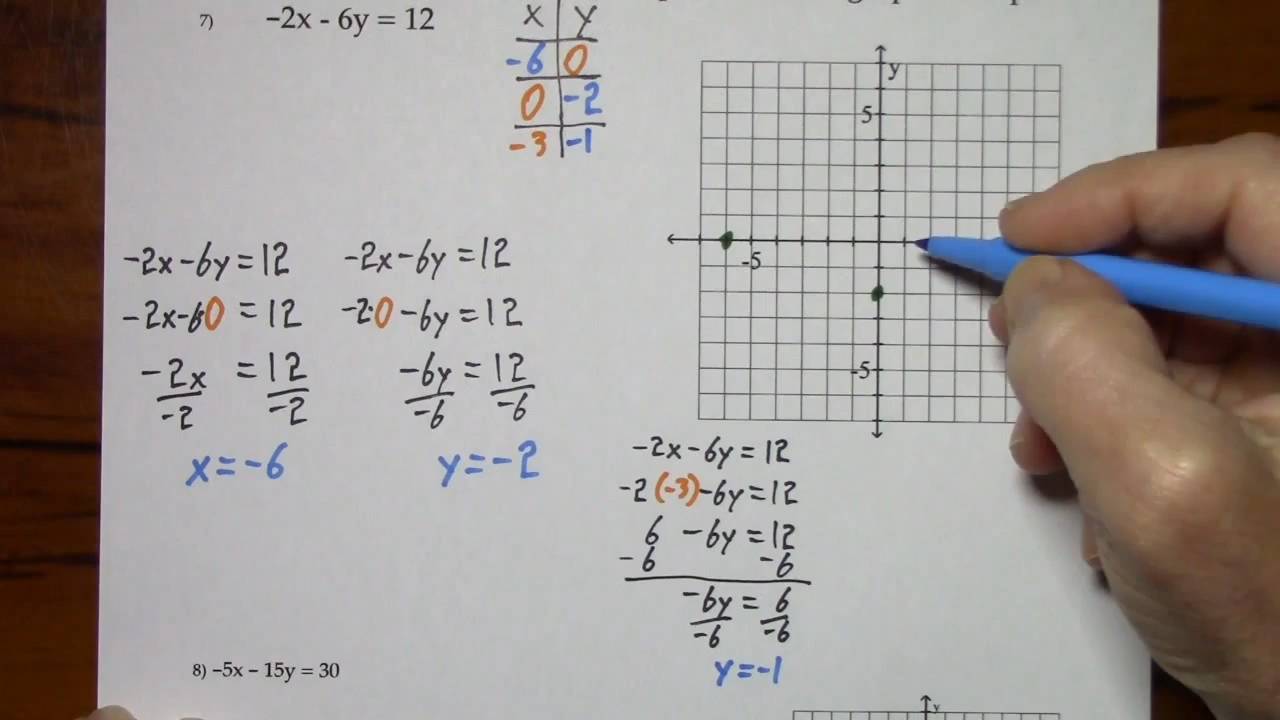 7) -2x - 6y = 12
x y
-6 0
0 -2
-3 -1
y
5
-5
-5
-2x-6y=12
-2x-60 = 12
-2x = 12
-2 -2
x=-6
-2x-6y=12
-2·0 -6y=12
-6y = 12
-6 -6
y=-2
-2x-6y=12
-2(-3)-6y=12
6 -6y=12
-6 -6
-6y = 6
-6 -6
y=-1
8) -5x – 15y = 30
y